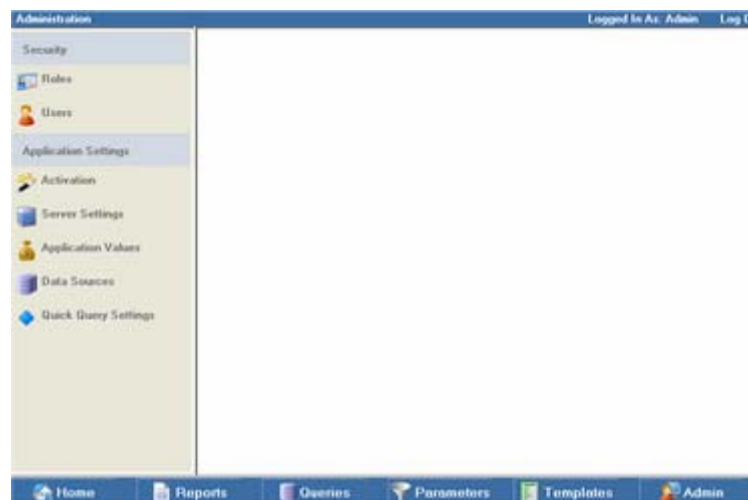 Administration Logged In As: Admin Log
Security
Roles
Users
Application Settings
Activation
Server Settings
Application Values
Data Sources
Quick Query Settings
Home Reports Queries Parameters Templates Admin